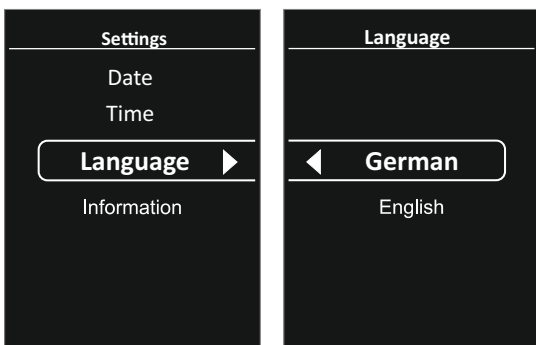 Settings
Date
Time
Language
Information
Language
German
English